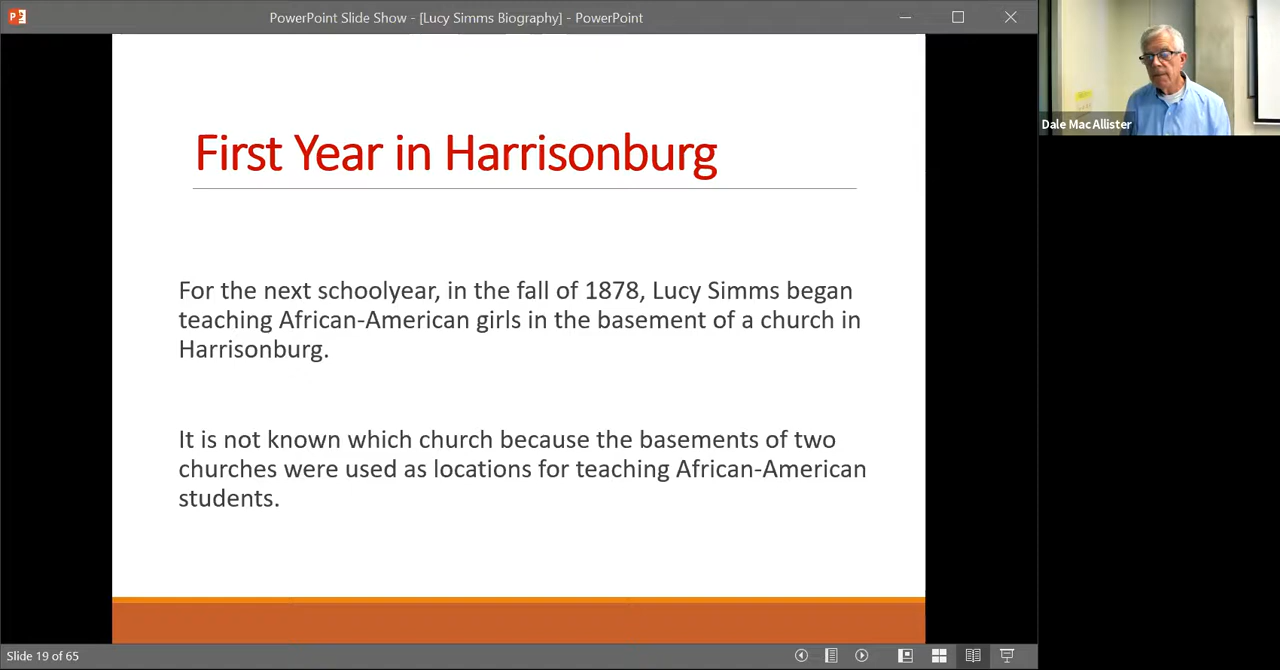 PowerPoint Slide Show - [Lucy Simms Biography] - PowerPoint
Dale Mac Allister
First Year in Harrisonburg
For the next schoolyear, in the fall of 1878, Lucy Simms began
teaching African-American girls in the basement of a church in
Harrisonburg.
It is not known which church because the basements of two
churches were used as locations for teaching African-American
students.
Slide 19 of 65